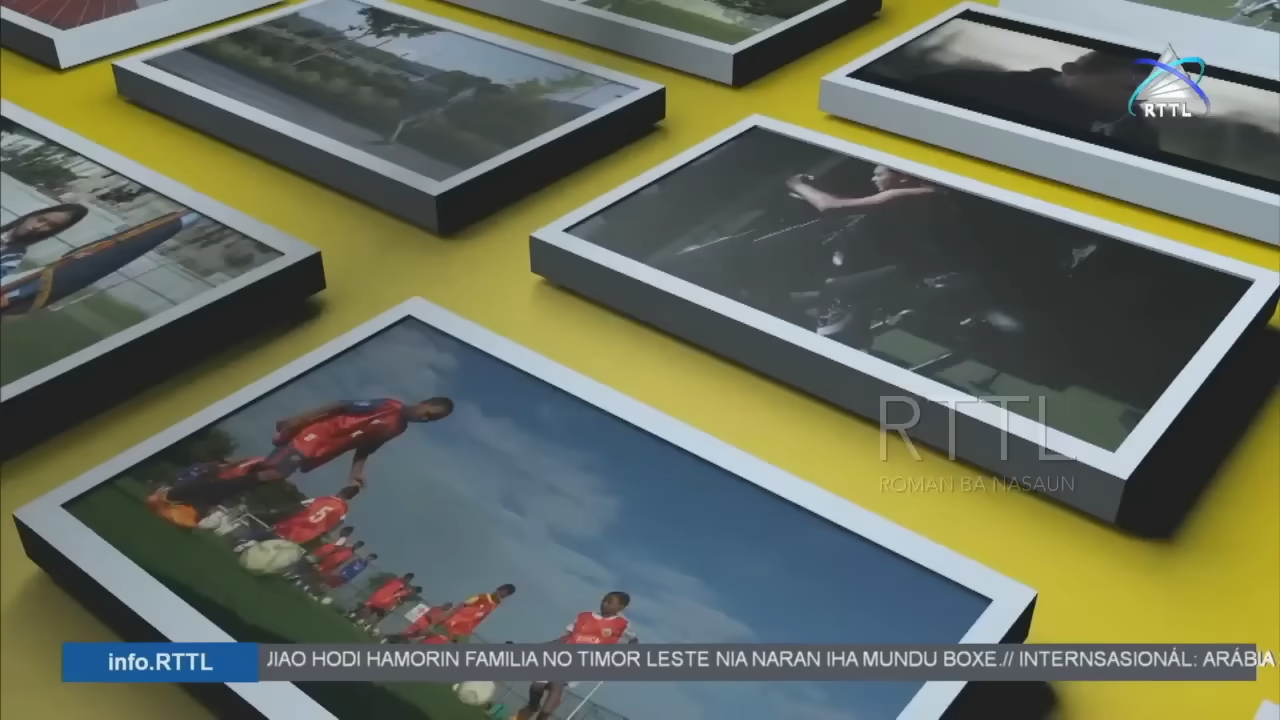 RTTL
5
RTTL
ROMAN BA NASAUN
info.RTTL
JIAO HODI HAMORIN FAMILIA NO TIMOR LESTE NIA NARAN IHA MUNDU BOXE.// INTERNSASIONÁL: ARÁBIA